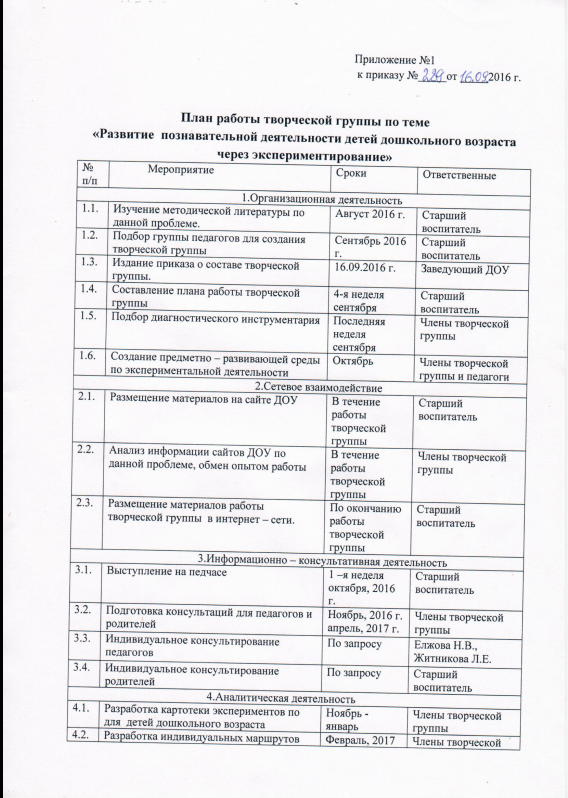 Приложение №1
к приказу № 229 от 16.09.2016 г.
План работы творческой группы по теме
«Развитие познавательной деятельности детей дошкольного возраста
через экспериментирование»
№ п/п Мероприятие Сроки Ответственные
1.Организационная деятельность
1.1. Изучение методической литературы по данной проблеме. Август 2016 г. Старший воспитатель
1.2. Подбор группы педагогов для создания творческой группы Сентябрь 2016 г. Старший воспитатель
1.3. Издание приказа о составе творческой группы. 16.09.2016 г. Заведующий ДОУ
1.4. Составление плана работы творческой группы 4-я неделя сентября Старший воспитатель
1.5. Подбор диагностического инструментария Последняя неделя сентября Члены творческой группы
1.6. Создание предметно – развивающей среды по экспериментальной деятельности Октябрь Члены творческой группы и педагоги
2.Сетевое взаимодействие
2.1. Размещение материалов на сайте ДОУ В течение работы творческой группы Старший воспитатель
2.2. Анализ информации сайтов ДОУ по данной проблеме, обмен опытом работы В течение работы творческой группы Члены творческой группы
2.3. Размещение материалов работы творческой группы в интернет – сети. По окончанию работы творческой группы Старший воспитатель
3.Информационно – консультативная деятельность
3.1. Выступление на педчасе 1 –я неделя октября, 2016 г. Старший воспитатель
3.2. Подготовка консультаций для педагогов и родителей Ноябрь, 2016 г. апрель, 2017 г. Члены творческой группы
3.3. Индивидуальное консультирование педагогов По запросу Елжова Н.В., Житникова Л.Е.
3.4. Индивидуальное консультирование родителей По запросу Старший воспитатель
4.Аналитическая деятельность
4.1. Разработка картотеки экспериментов по для детей дошкольного возраста Ноябрь - январь Члены творческой группы
4.2. Разработка индивидуальных маршрутов Февраль, 2017 Члены творческой